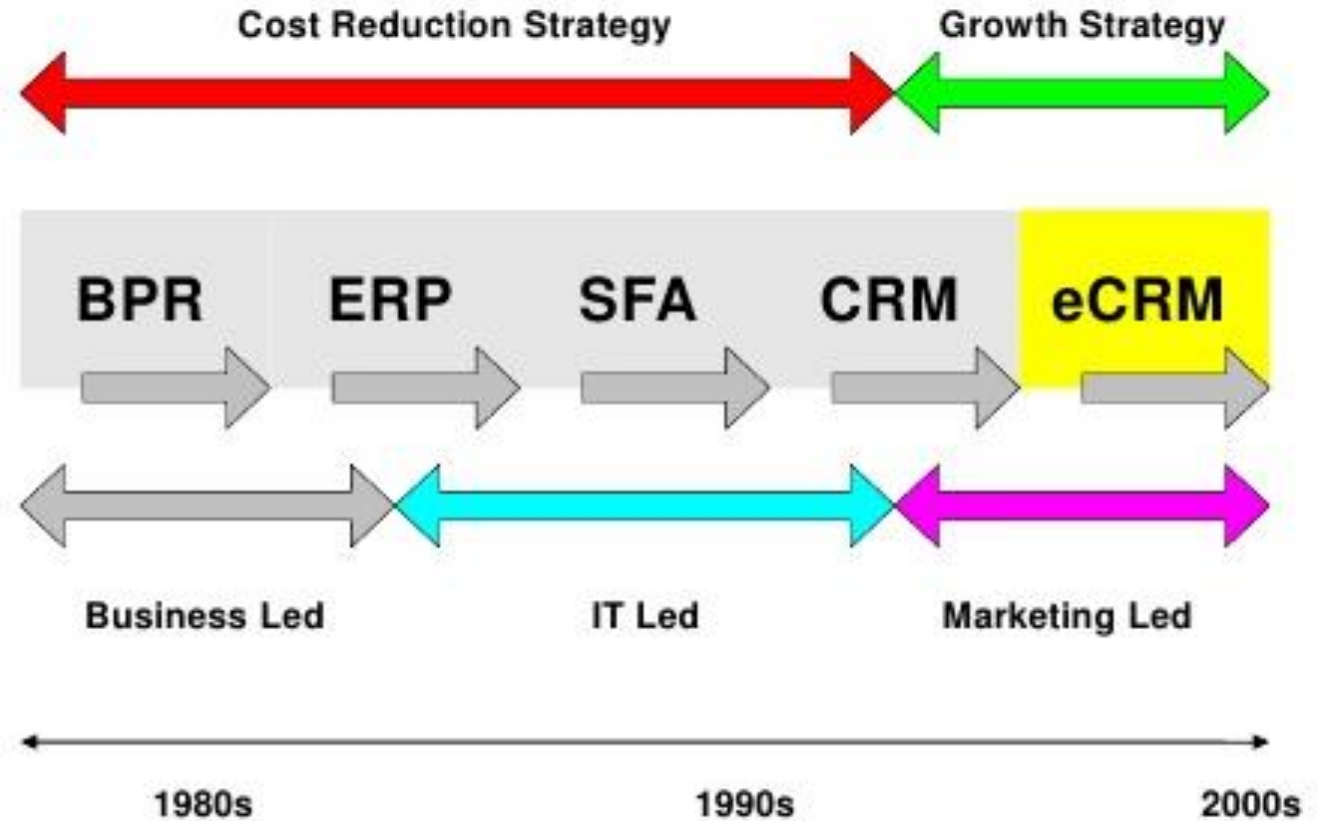 Cost Reduction Strategy Growth Strategy
BPR ERP SFA CRM eCRM
Business Led IT Led Marketing Led
1980s 1990s 2000s